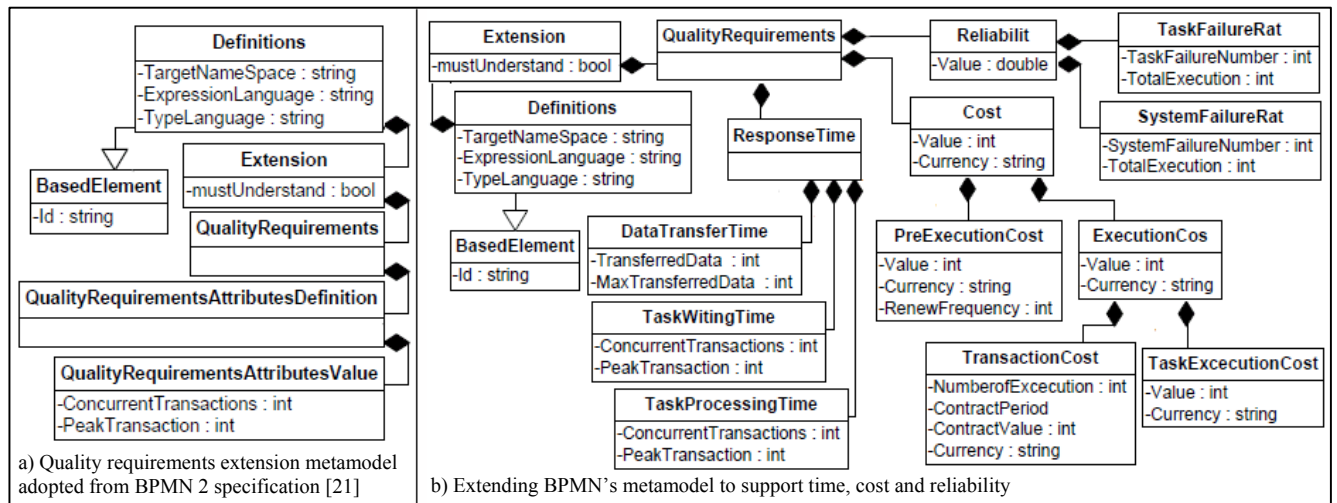 Definitions
-TargetNameSpace : string
-ExpressionLanguage : string
-TypeLanguage : string
Extension
-mustUnderstand : bool
BasedElement
-Id : string
QualityRequirements
QualityRequirementsAttributesDefinition
QualityRequirementsAttributesValue
-ConcurrentTransactions : int
-PeakTransaction : int
a) Quality requirements extension metamodel
adopted from BPMN 2 specification [21]
Extension
-mustUnderstand : bool
QualityRequirements
Reliabilit
-Value : double
TaskFailureRat
-TaskFailureNumber : int
-TotalExecution : int
Definitions
-TargetNameSpace : string
-ExpressionLanguage : string
-TypeLanguage : string
ResponseTime
Cost
-Value : int
-Currency : string
SystemFailureRat
-SystemFailureNumber : int
-TotalExecution : int
BasedElement
-Id : string
DataTransferTime
-TransferredData : int
-MaxTransferredData : int
PreExecutionCost
-Value : int
-Currency : string
-RenewFrequency : int
ExecutionCos
-Value : int
-Currency : string
TaskWitingTime
-ConcurrentTransactions : int
-PeakTransaction : int
TransactionCost
-NumberofExcecution : int
-ContractPeriod
-ContractValue : int
-Currency : string
TaskExcecutionCost
-Value : int
-Currency : string
TaskProcessingTime
-ConcurrentTransactions : int
-PeakTransaction : int
b) Extending BPMN's metamodel to support time, cost and reliability